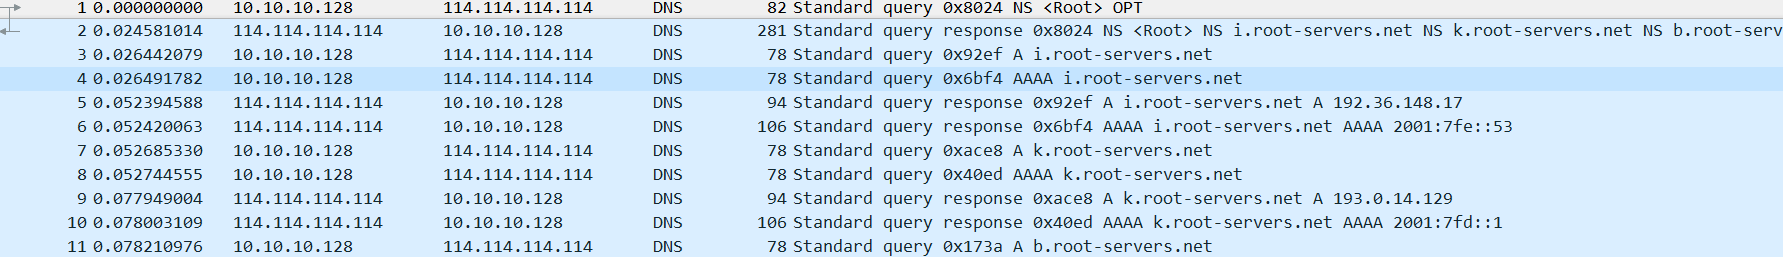 1 0.000000000 10.10.10.128 114.114.114.114 DNS 82 Standard query 0x8024 NS <Root> OPT
2 0.024581014 114.114.114.114 10.10.10.128 DNS 281 Standard query response 0x8024 NS <Root> NS i.root-servers.net NS k.root-servers.net NS b.root-serv
3 0.026442079 10.10.10.128 114.114.114.114 DNS 78 Standard query 0x92ef A i.root-servers.net
4 0.026491782 10.10.10.128 114.114.114.114 DNS 78 Standard query 0x6bf4 AAAA i.root-servers.net
5 0.052394588 114.114.114.114 10.10.10.128 DNS 94 Standard query response 0x92ef A i.root-servers.net A 192.36.148.17
6 0.052420063 114.114.114.114 10.10.10.128 DNS 106 Standard query response 0x6bf4 AAAA i.root-servers.net AAAA 2001:7fe::53
7 0.052685330 10.10.10.128 114.114.114.114 DNS 78 Standard query 0xace8 A k.root-servers.net
8 0.052744555 10.10.10.128 114.114.114.114 DNS 78 Standard query 0x40ed AAAA k.root-servers.net
9 0.077949004 114.114.114.114 10.10.10.128 DNS 94 Standard query response 0xace8 A k.root-servers.net A 193.0.14.129
10 0.078003109 114.114.114.114 10.10.10.128 DNS 106 Standard query response 0x40ed AAAA k.root-servers.net AAAA 2001:7fd::1
11 0.078210976 10.10.10.128 114.114.114.114 DNS 78 Standard query 0x173a A b.root-servers.net